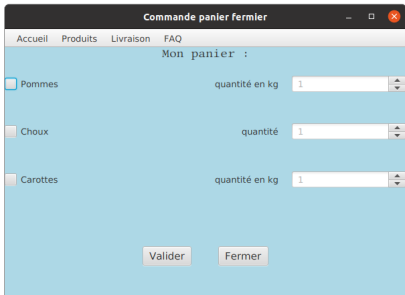 Commande panier fermier
Accueil Produits Livraison FAQ
Mon panier :
Pommes quantité en kg 1
Choux quantité 1
Carottes quantité en kg 1
Valider Fermer